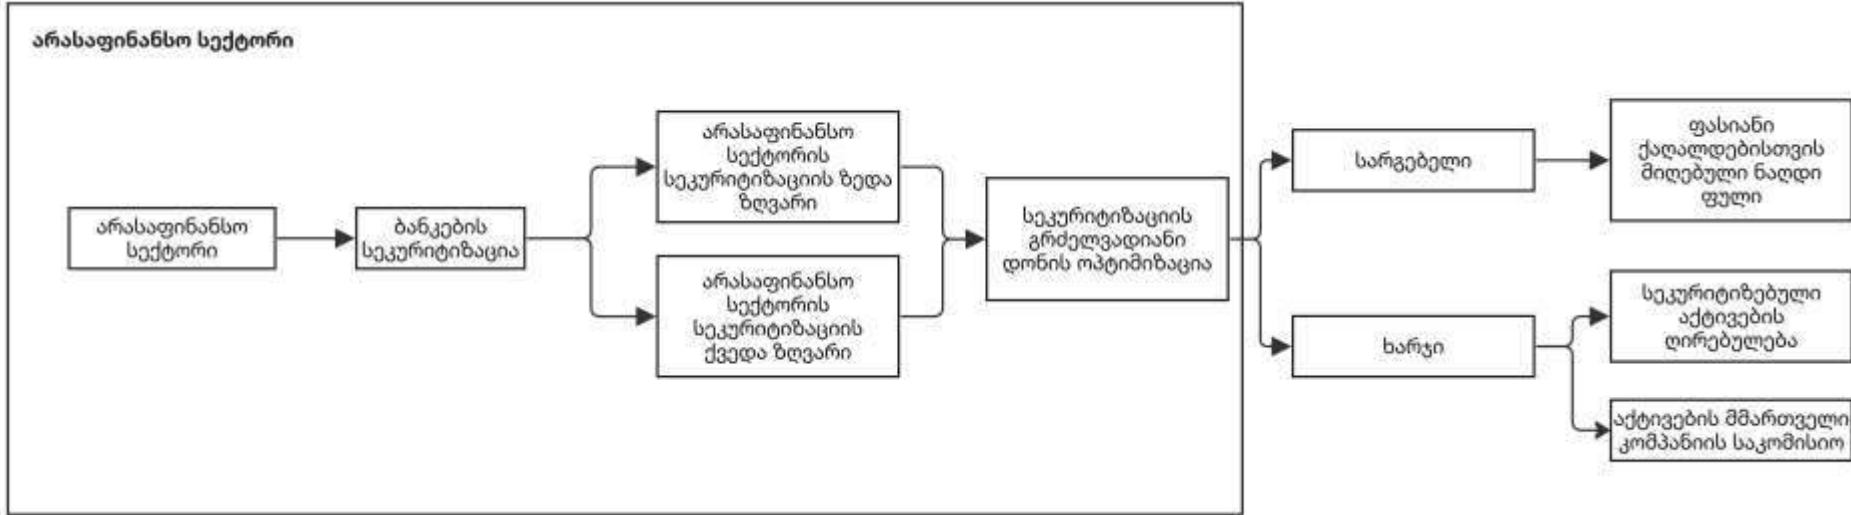 არასაფინანსო სექტორი
არასაფინანსო
სექტორი
ბანკების
სეკურიტიზაცია
არასაფინანსო
სექტორის
სეკურიტიზაციის ზედა
ზღვარი
არასაფინანსო
სექტორის
სეკურიტიზაციის
ქვედა ზღვარი
სეკურიტიზაციის
გრძელვადიანი
დონის ოპტიმიზაცია
სარგებელი
ფასიანი
ქაღალდებისთვის
მიღებული ნაღდი
ფული
ხარჯი
სეკურიტიზებული
აქტივების
ღირებულება
აქტივების მმართველი
კომპანიის საკომისიო